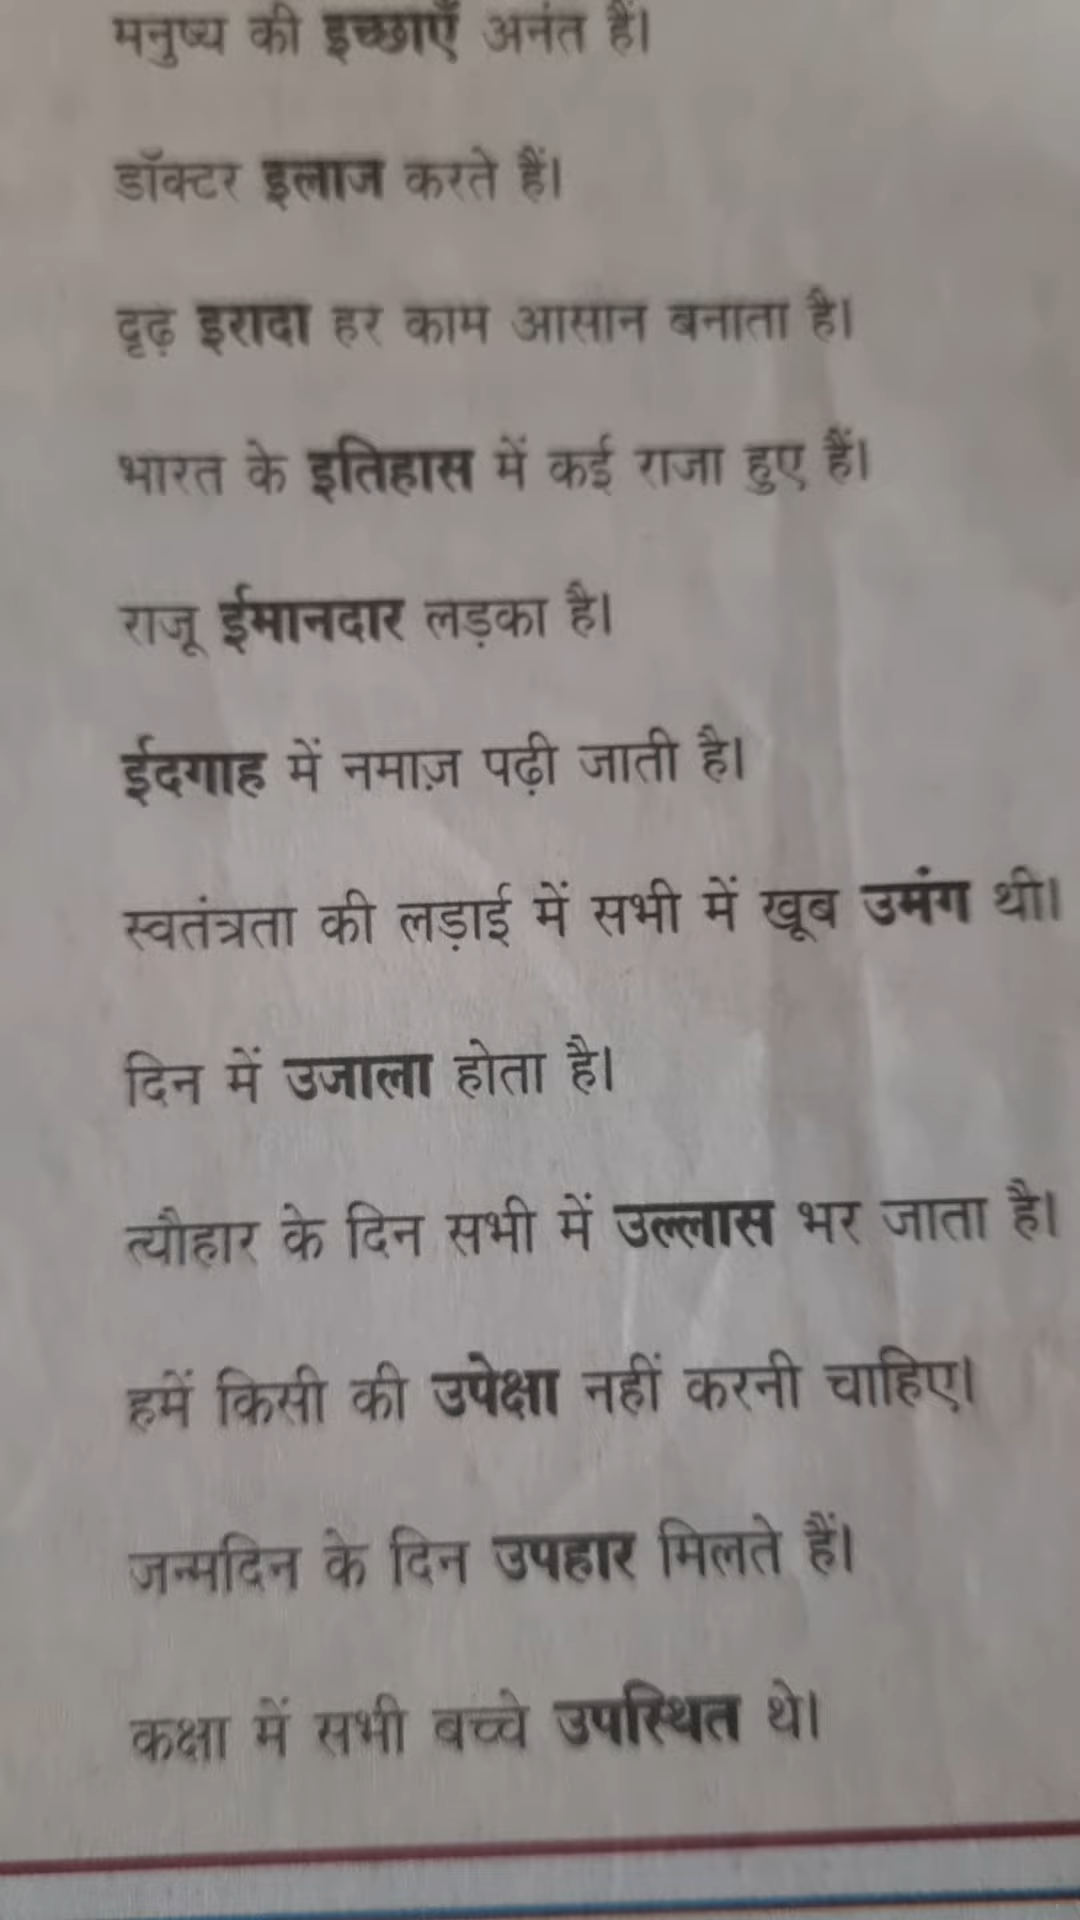 मनुष्य की इच्छाएँ अनंत हैं।
डॉक्टर इलाज करते हैं।
दृढ़ इरादा हर काम आसान बनाता है।
भारत के इतिहास में कई राजा हुए हैं।
राजू ईमानदार लड़का है।
ईदगाह में नमाज़ पढ़ी जाती है।
स्वतंत्रता की लड़ाई में सभी में खूब उमंग थी।
दिन में उजाला होता है।
त्यौहार के दिन सभी में उल्लास भर जाता है।
हमें किसी की उपेक्षा नहीं करनी चाहिए।
जन्मदिन के दिन उपहार मिलते हैं।
कक्षा में सभी बच्चे उपस्थित थे।